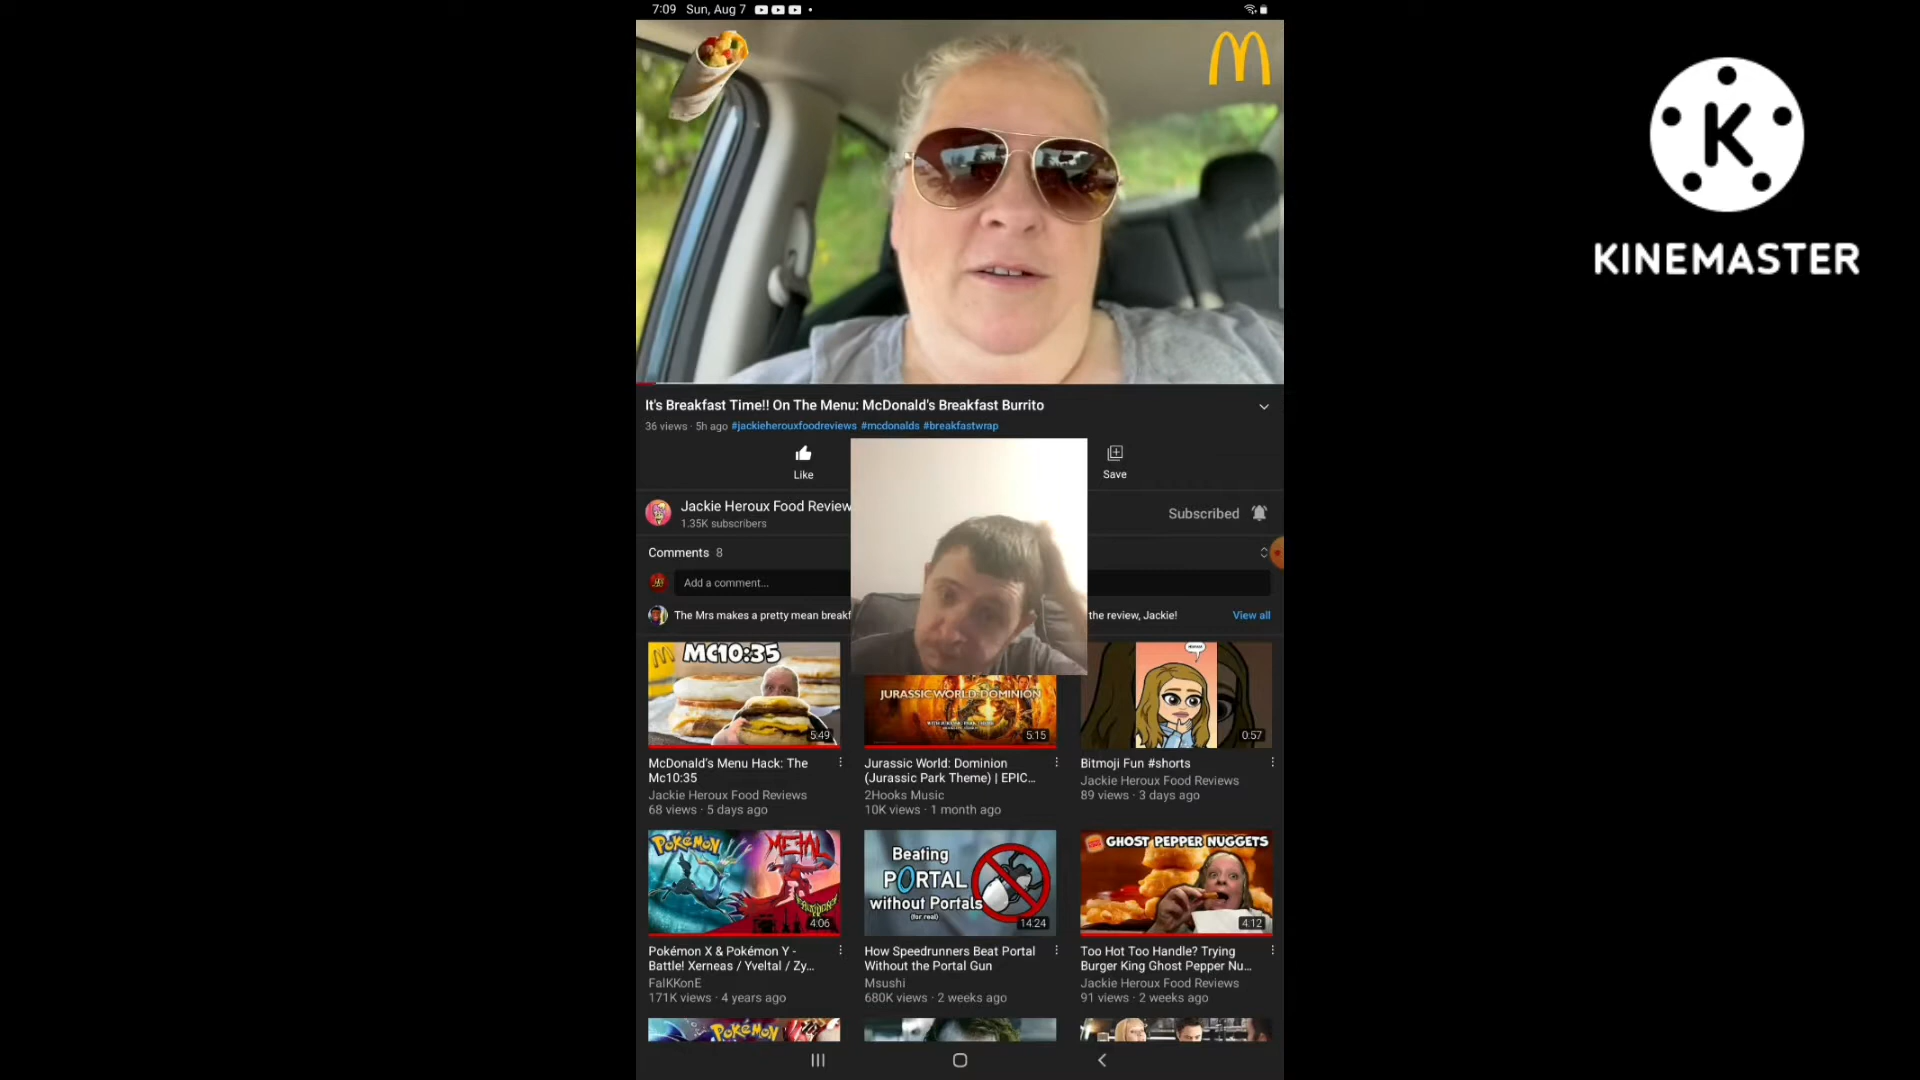 7:09 Sun, Aug 7
K
KINEMASTER
It's Breakfast Time!! On The Menu: McDonald's Breakfast Burrito
36 views · 5h ago #jackieherouxfoodreviews #mcdonalds #breakfastwrap
Like
Save
Jackie Heroux Food Review
1.35K subscribers
Subscribed
Comments 8
Add a comment...
The Mrs makes a pretty mean breakf
the review, Jackie!
View all
MC10:35
5:49
JURASSIC WORLD DOMINION
5:15
0:57
McDonald's Menu Hack: The
Mc10:35
Jackie Heroux Food Reviews
68 views · 5 days ago
Jurassic World: Dominion
(Jurassic Park Theme) | EPIC...
2Hooks Music
10K views · 1 month ago
Bitmoji Fun #shorts
Jackie Heroux Food Reviews
89 views · 3 days ago
POKéMON
METAL
4:06
Beating
PORTAL
without Portals
(for real)
14:24
GHOST PEPPER NUGGETS
4:12
Pokémon X & Pokémon Y -
Battle! Xerneas / Yveltal / Zy...
FalKKonE
171K views · 4 years ago
How Speedrunners Beat Portal
Without the Portal Gun
Msushi
680K views · 2 weeks ago
Too Hot Too Handle? Trying
Burger King Ghost Pepper Nu...
Jackie Heroux Food Reviews
91 views · 2 weeks ago
POKéMON